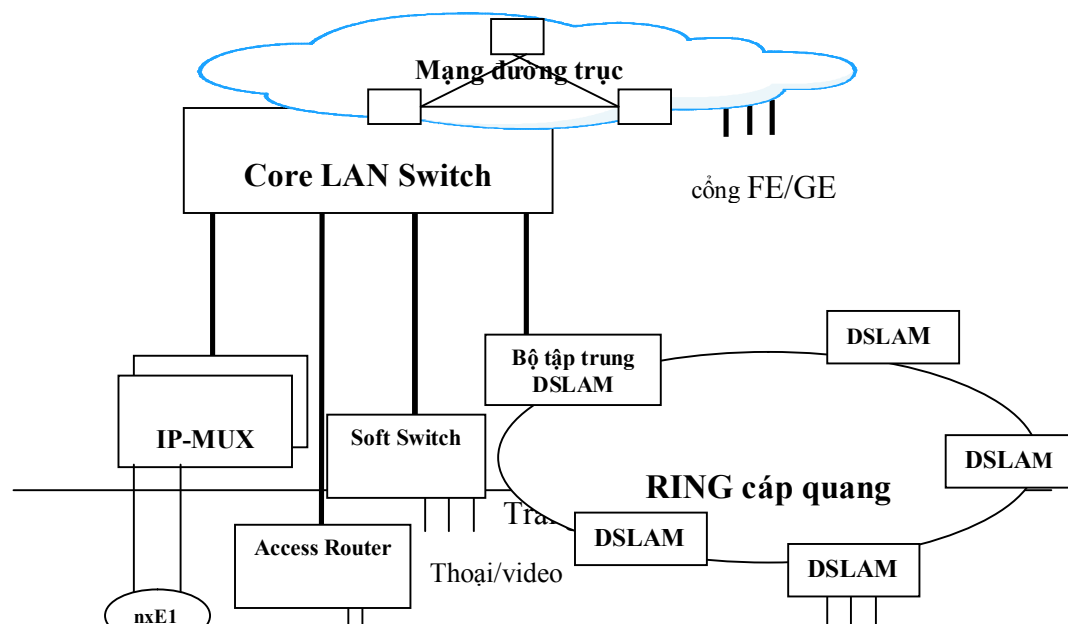 Mạng đường trục
Core LAN Switch
cổng FE/GE
DSLAM
Bộ tập trung
DSLAM
IP-MUX
Soft Switch
DSLAM
RING cáp quang
DSLAM
Access Router
Thoại/video
DSLAM
nxE1